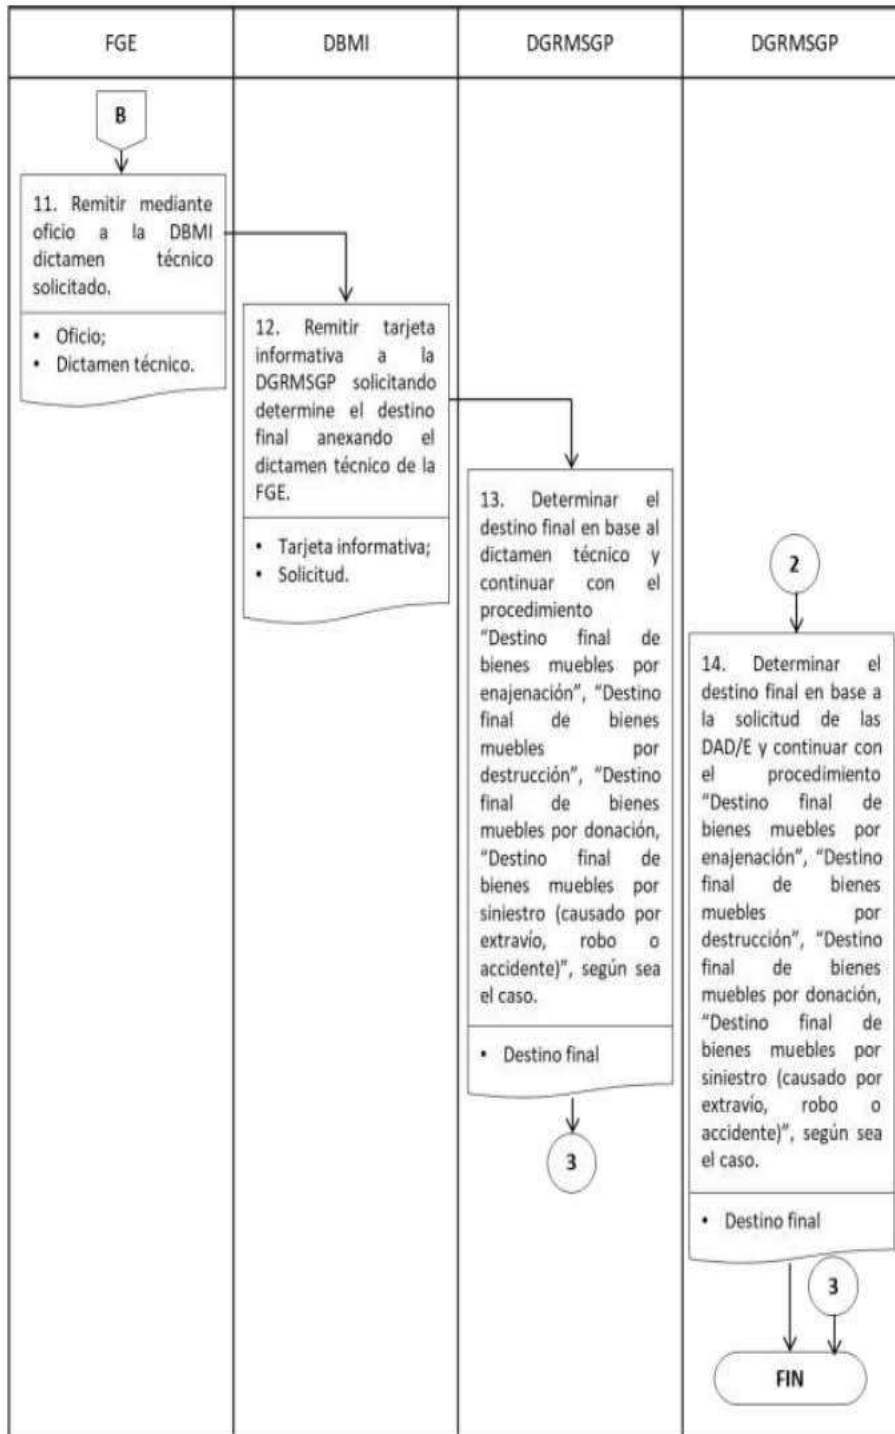 FGE
DBMI
DGRMSGP
DGRMSGP
B
11. Remitir mediante
oficio a la DBMI
dictamen técnico
solicitado.
• Oficio;
• Dictamen técnico.
12. Remitir tarjeta
informativa a la
DGRMSGP solicitando
determine el destino
final anexando el
dictamen técnico de la
FGE.
• Tarjeta informativa;
• Solicitud.
13. Determinar el
destino final en base al
dictamen técnico y
continuar con el
procedimiento
“Destino final de
bienes muebles por
enajenación”, “Destino
final de bienes
muebles por
destrucción”, “Destino
final de bienes
muebles por donación,
“Destino final de
bienes muebles por
siniestro (causado por
extravío, robo o
accidente)”, según sea
el caso.
• Destino final
3
2
14. Determinar el
destino final en base a
la solicitud de las
DAD/E y continuar con
el procedimiento
“Destino final de
bienes muebles por
enajenación”, “Destino
final de bienes
muebles por
destrucción”, “Destino
final de bienes
muebles por donación,
“Destino final de
bienes muebles por
siniestro (causado por
extravío, robo o
accidente)”, según sea
el caso.
• Destino final
3
FIN